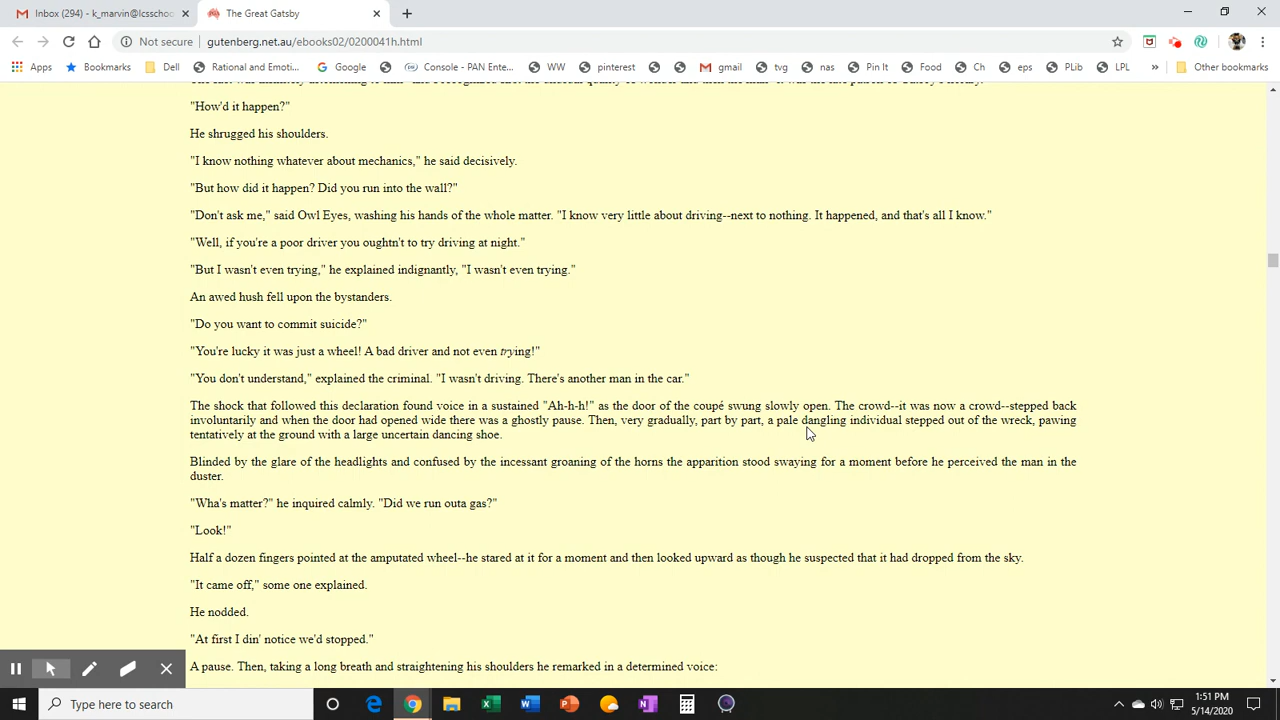 Inbox (294) - k_marvin@lcsschoo
The Great Gatsby
Not secure
gutenberg.net.au/ebooks02/0200041h.html
Apps
Bookmarks
Dell
Rational and Emoti...
Google
Console - PAN Ente...
WW
pinterest
gmail
tvg
nas
Pin It
Food
Ch
eps
PLib
LPL
»
Other bookmarks
"How'd it happen?"
He shrugged his shoulders.
"I know nothing whatever about mechanics," he said decisively.
"But how did it happen? Did you run into the wall?"
"Don't ask me," said Owl Eyes, washing his hands of the whole matter. "I know very little about driving--next to nothing. It happened, and that's all I know."
"Well, if you're a poor driver you oughtn't to try driving at night."
"But I wasn't even trying," he explained indignantly, "I wasn't even trying."
An awed hush fell upon the bystanders.
"Do you want to commit suicide?"
"You're lucky it was just a wheel! A bad driver and not even trying!"
"You don't understand," explained the criminal. "I wasn't driving. There's another man in the car."
The shock that followed this declaration found voice in a sustained "Ah-h-h!" as the door of the coupé swung slowly open. The crowd--it was now a crowd--stepped back
involuntarily and when the door had opened wide there was a ghostly pause. Then, very gradually, part by part, a pale dangling individual stepped out of the wreck, pawing
tentatively at the ground with a large uncertain dancing shoe.
Blinded by the glare of the headlights and confused by the incessant groaning of the horns the apparition stood swaying for a moment before he perceived the man in the
duster.
"Wha's matter?" he inquired calmly. "Did we run outa gas?"
"Look!"
Half a dozen fingers pointed at the amputated wheel--he stared at it for a moment and then looked upward as though he suspected that it had dropped from the sky.
"It came off," some one explained.
He nodded.
"At first I din' notice we'd stopped."
A pause. Then, taking a long breath and straightening his shoulders he remarked in a determined voice:
Type here to search
1:51 PM
5/14/2020